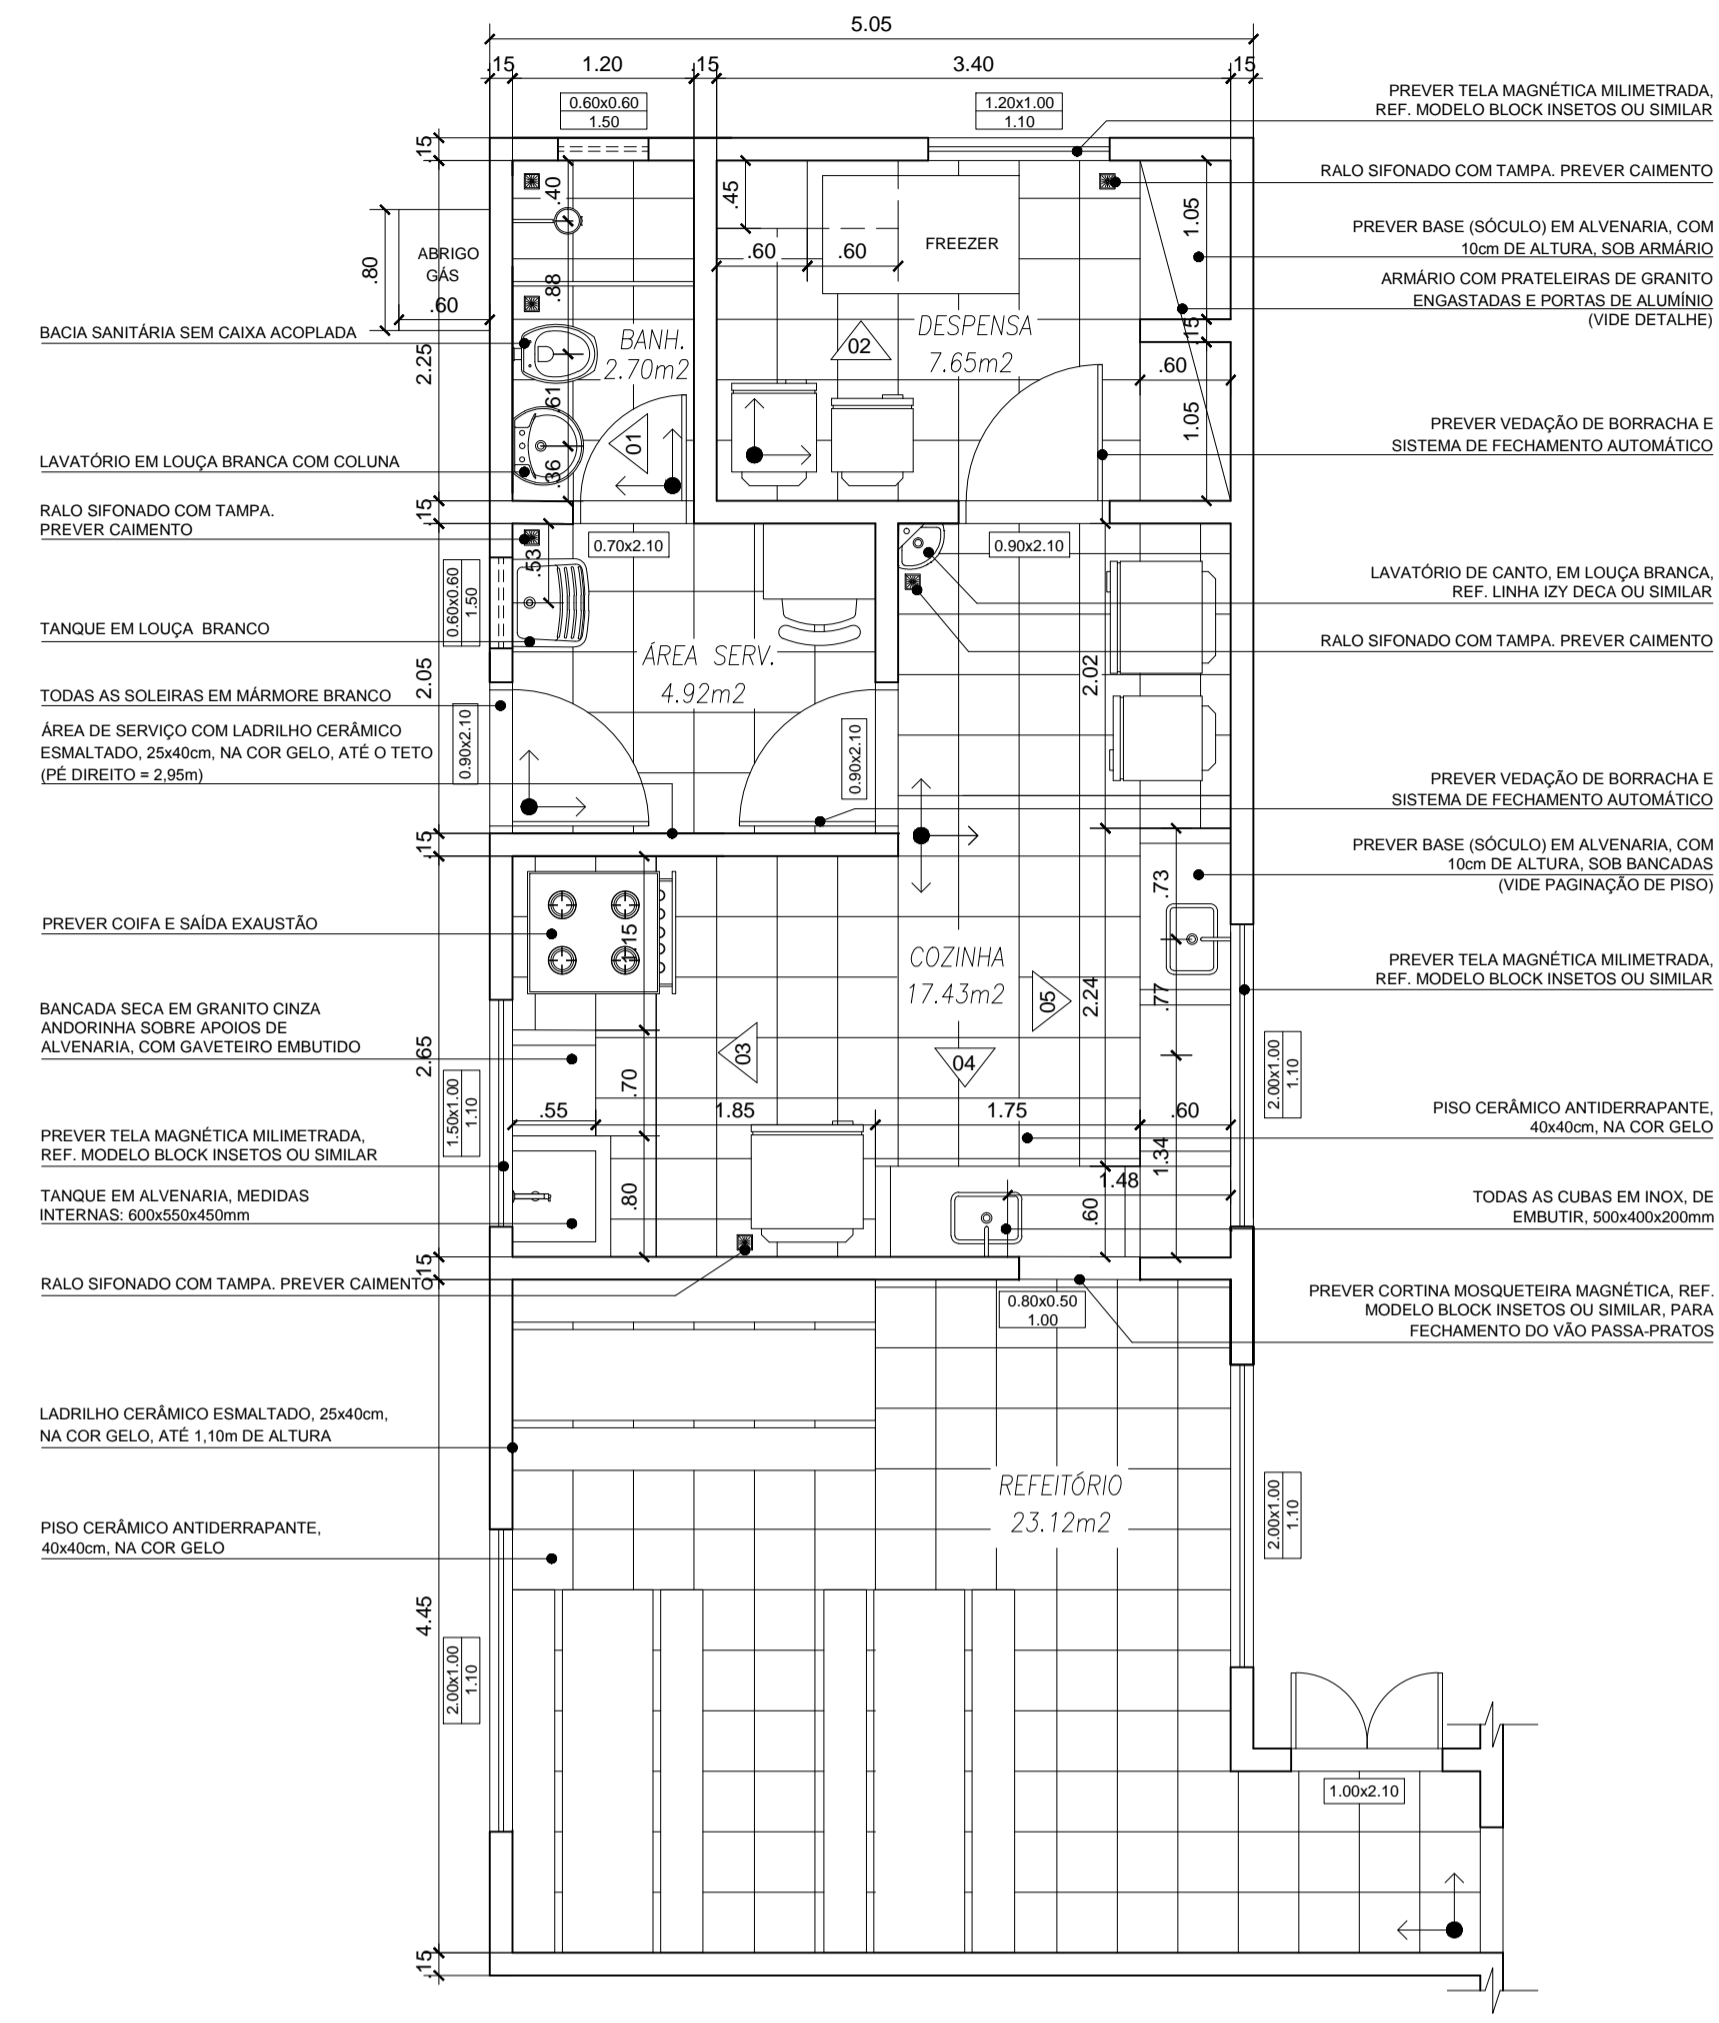 5.05
.15
1.20
.15
3.40
.15
0.60x0.60
1.50
1.20x1.00
1.10
PREVER TELA MAGNÉTICA MILIMETRADA,
REF. MODELO BLOCK INSETOS OU SIMILAR
RALO SIFONADO COM TAMPA. PREVER CAIMENTO
PREVER BASE (SÓCULO) EM ALVENARIA, COM
10cm DE ALTURA, SOB ARMÁRIO
ARMÁRIO COM PRATELEIRAS DE GRANITO
ENGASTADAS E PORTAS DE ALUMÍNIO
(VIDE DETALHE)
PREVER VEDAÇÃO DE BORRACHA E
SISTEMA DE FECHAMENTO AUTOMÁTICO
LAVATÓRIO DE CANTO, EM LOUÇA BRANCA,
REF. LINHA IZY DECA OU SIMILAR
RALO SIFONADO COM TAMPA. PREVER CAIMENTO
PREVER VEDAÇÃO DE BORRACHA E
SISTEMA DE FECHAMENTO AUTOMÁTICO
PREVER BASE (SÓCULO) EM ALVENARIA, COM
10cm DE ALTURA, SOB BANCADAS
(VIDE PAGINAÇÃO DE PISO)
PREVER TELA MAGNÉTICA MILIMETRADA,
REF. MODELO BLOCK INSETOS OU SIMILAR
PISO CERÂMICO ANTIDERRAPANTE,
40x40cm, NA COR GELO
TODAS AS CUBAS EM INOX, DE
EMBUTIR, 500x400x200mm
PREVER CORTINA MOSQUETEIRA MAGNÉTICA, REF.
MODELO BLOCK INSETOS OU SIMILAR, PARA
FECHAMENTO DO VÃO PASSA-PRATOS
BACIA SANITÁRIA SEM CAIXA ACOPLADA
LAVATÓRIO EM LOUÇA BRANCA COM COLUNA
RALO SIFONADO COM TAMPA.
PREVER CAIMENTO
TANQUE EM LOUÇA BRANCO
TODAS AS SOLEIRAS EM MÁRMORE BRANCO
ÁREA DE SERVIÇO COM LADRILHO CERÂMICO
ESMALTADO, 25x40cm, NA COR GELO, ATÉ O TETO
(PÉ DIREITO = 2,95m)
PREVER COIFA E SAÍDA EXAUSTÃO
BANCADA SECA EM GRANITO CINZA
ANDORINHA SOBRE APOIOS DE
ALVENARIA, COM GAVETEIRO EMBUTIDO
PREVER TELA MAGNÉTICA MILIMETRADA,
REF. MODELO BLOCK INSETOS OU SIMILAR
TANQUE EM ALVENARIA, MEDIDAS
INTERNAS: 600x550x450mm
RALO SIFONADO COM TAMPA. PREVER CAIMENTO
LADRILHO CERÂMICO ESMALTADO, 25x40cm,
NA COR GELO, ATÉ 1,10m DE ALTURA
PISO CERÂMICO ANTIDERRAPANTE,
40x40cm, NA COR GELO
.15
2.25
.15
2.05
.15
2.65
.15
4.45
.15
.80
ABRIGO
GÁS
.60
.40
.88
.61
.36
BANH.
2.70m2
01
.45
.60
.60
FREEZER
DESPENSA
7.65m2
02
1.05
.15
.60
1.05
0.70x2.10
0.90x2.10
.53
0.60x0.60
1.50
ÁREA SERV.
4.92m2
0.90x2.10
0.90x2.10
2.02
1.15
COZINHA
17.43m2
03
04
05
2.24
.73
.77
1.34
.70
.55
1.85
1.75
.60
1.48
.80
.60
1.50x1.00
1.10
2.00x1.00
1.10
0.80x0.50
1.00
REFEITÓRIO
23.12m2
2.00x1.00
1.10
2.00x1.00
1.10
1.00x2.10